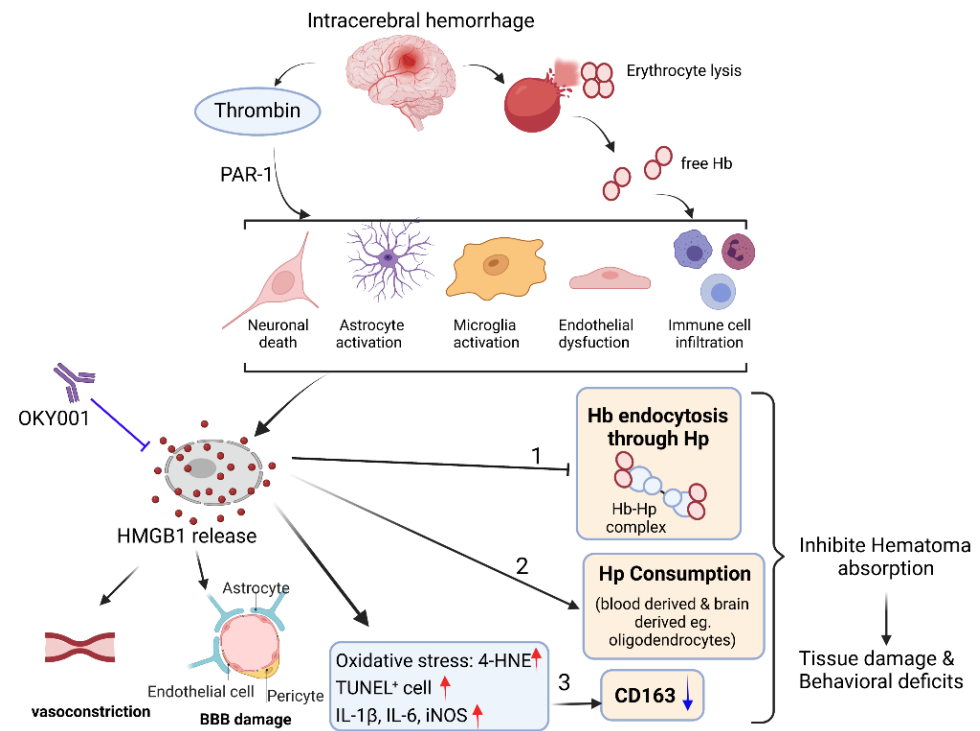 Intracerebral hemorrhage
Thrombin
Erythrocyte lysis
PAR-1
free Hb
Neuronal
death
Astrocyte
activation
Microglia
activation
Endothelial
dysfuction
Immune cell
infiltration
OKY001
HMGB1 release
1
Hb endocytosis
through Hp
Hb-Hp
complex
2
Hp Consumption
(blood derived & brain
derived eg.
oligodendrocytes)
Inhibite Hematoma
absorption
Tissue damage &
Behavioral deficits
vasoconstriction
Astrocyte
Endothelial cell
Pericyte
BBB damage
Oxidative stress: 4-HNE
TUNEL⁺ cell
IL-1β, IL-6, iNOS
3
CD163